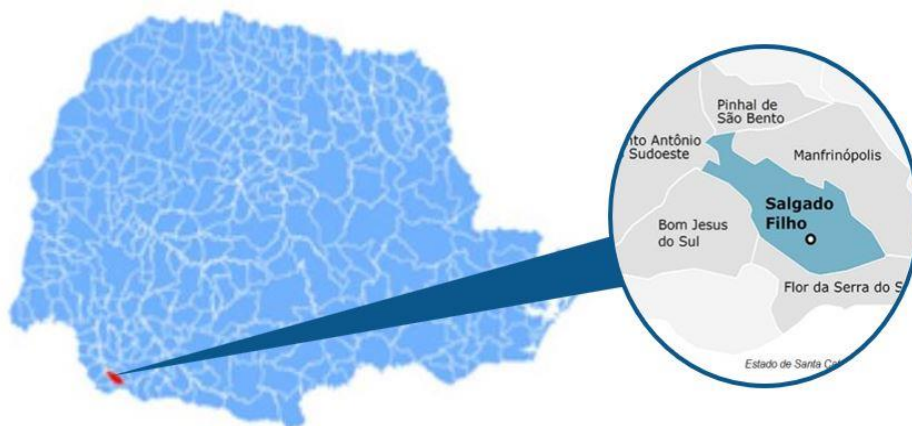 Pinhal de
São Bento
nto Antônio
Sudoeste
Manfrinópolis
Salgado
Filho
Bom Jesus
do Sul
Flor da Serra do S
Estado de Santa Cat